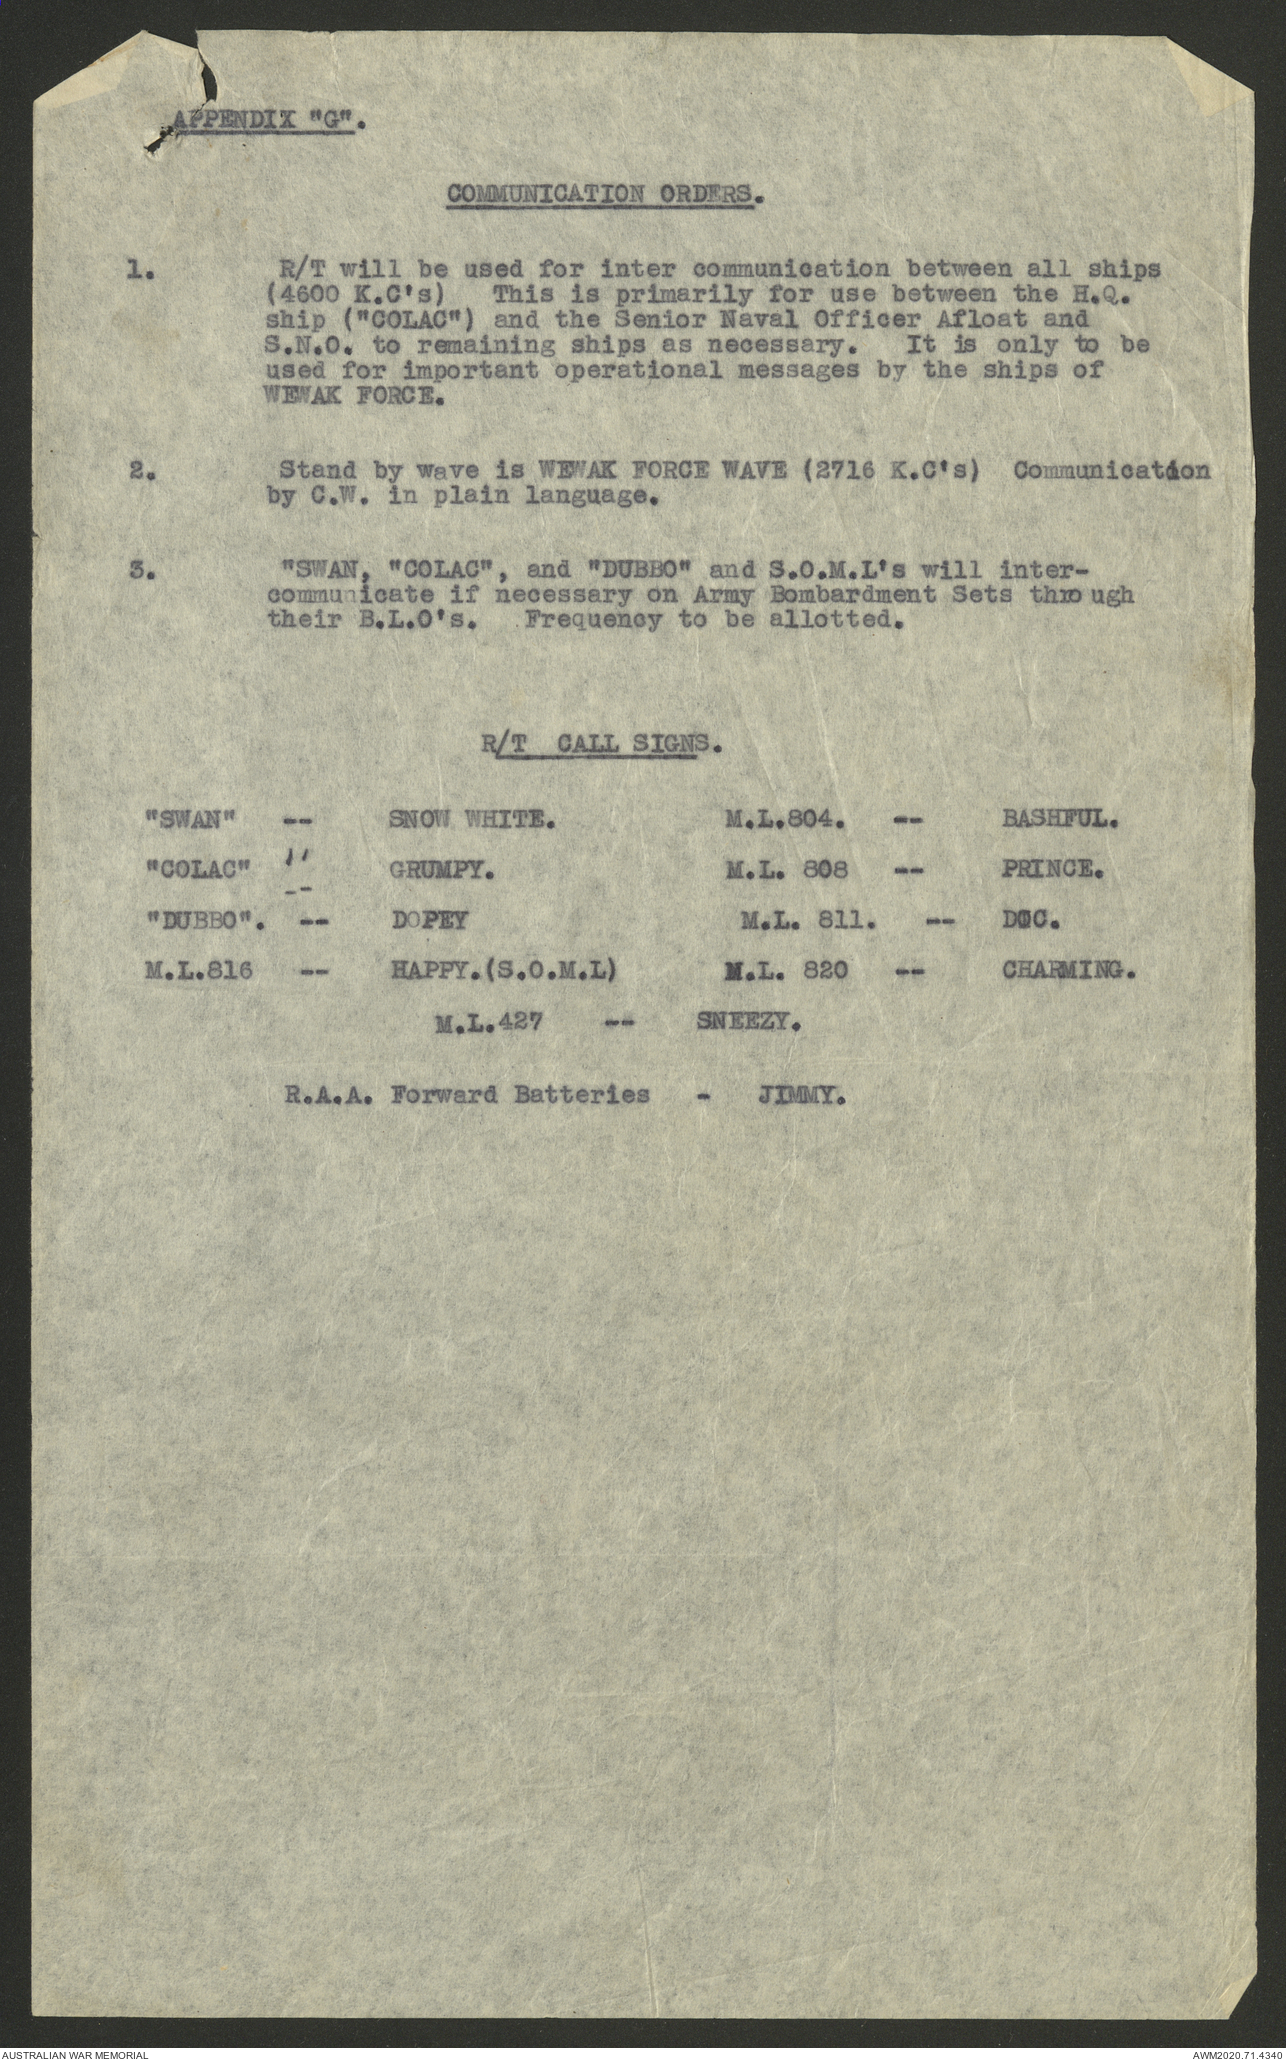 APPENDIX "G".
COMMUNICATION ORDERS.
1. R/T will be used for inter communication between all ships
(4600 K.C's) This is primarily for use between the H.Q.
ship ("COLAC") and the Senior Naval Officer Afloat and
S.N.O. to remaining ships as necessary. It is only to be
used for important operational messages by the ships of
WEWAK FORCE.
2. Stand by wave is WEWAK FORCE WAVE (2716 K.C's) Communication
by C.W. in plain language.
3. "SWAN, "COLAC", and "DUBBO" and S.O.M.L's will inter-
communicate if necessary on Army Bombardment Sets through
their B.L.O's. Frequency to be allotted.
R/T CALL SIGNS.
"SWAN" -- SNOW WHITE. M.L.804. -- BASHFUL.
"COLAC" " -- GRUMPY. M.L. 808 -- PRINCE.
"DUBBO". -- DOPEY M.L. 811. -- DOC.
M.L.816 -- HAPPY.(S.O.M.L) M.L. 820 -- CHARMING.
M.L.427 -- SNEEZY.
R.A.A. Forward Batteries - JIMMY.
AUSTRALIAN WAR MEMORIAL AWM2020.71.4340